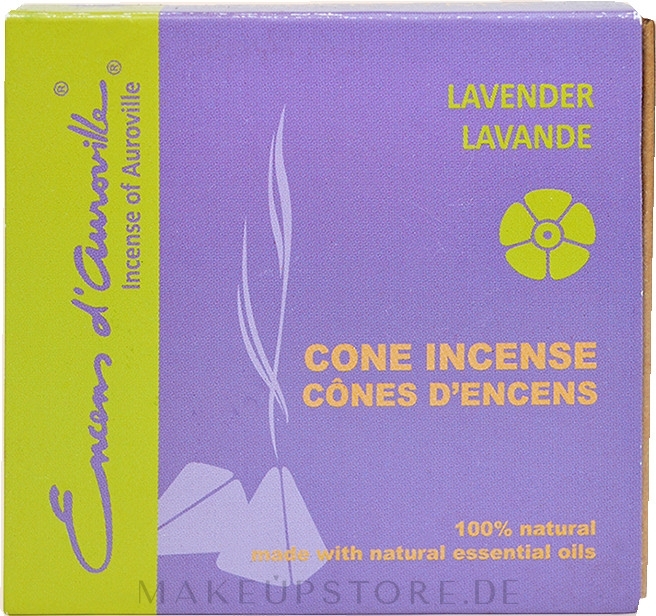 Encens d'Auroville®
Incense of Auroville®
LAVENDER
LAVANDE
CONE INCENSE
CÔNES D'ENCENS
100% natural
made with natural essential oils
MAKEUPSTORE.DE